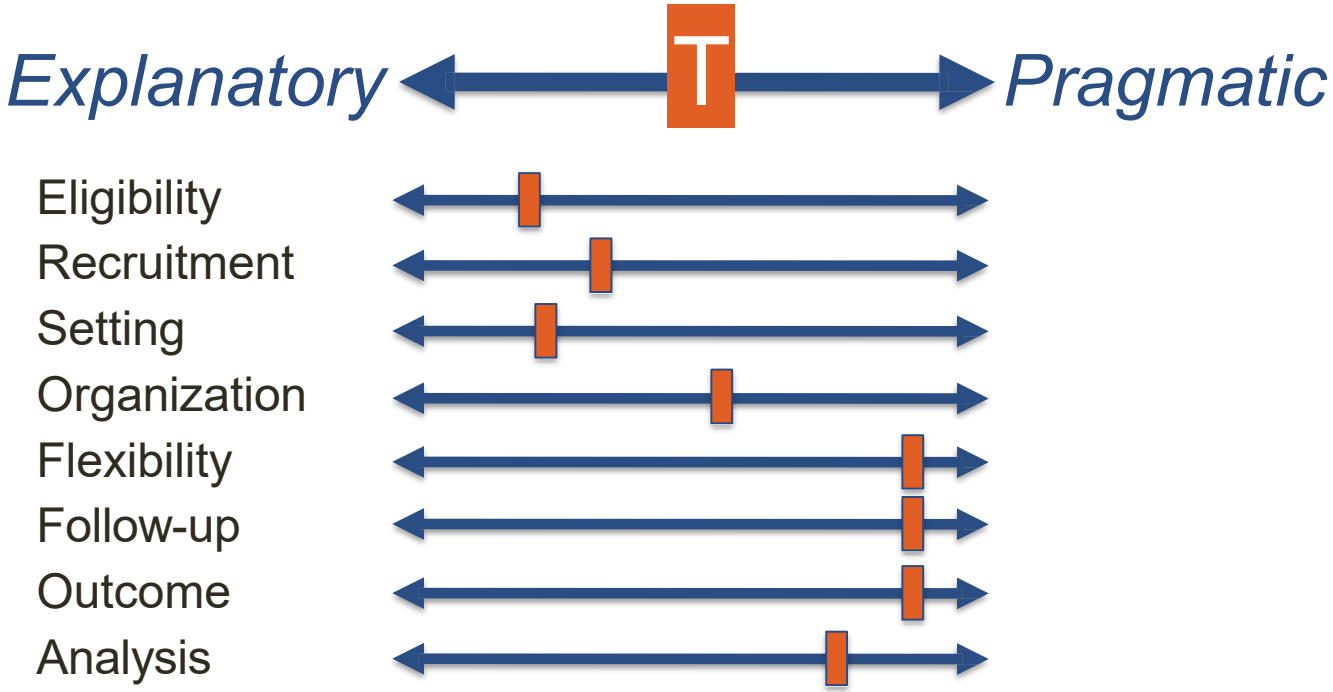 Explanatory T Pragmatic
Eligibility
Recruitment
Setting
Organization
Flexibility
Follow-up
Outcome
Analysis